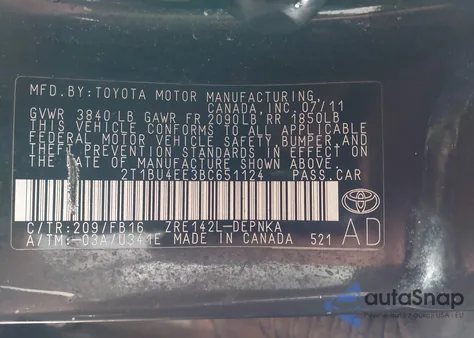 MFD.BY:TOYOTA MOTOR MANUFACTURING,
CANADA,INC.07/11
GVWR 3840 LB GAWR FR 2090LB RR 1850LB
THIS VEHICLE CONFORMS TO ALL APPLICABLE
FEDERAL MOTOR VEHICLE SAFETY, BUMPER,AND
THEFT PREVENTION STANDARDS IN EFFECT ON
THE DATE OF MANUFACTURE SHOWN ABOVE.
2T1BU4EE3BC651124 PASS.CAR
C/TR:209/FB16 ZRE142L-DEPNKA
A/TM:-03A/U341E MADE IN CANADA 521
AD
autoSnap